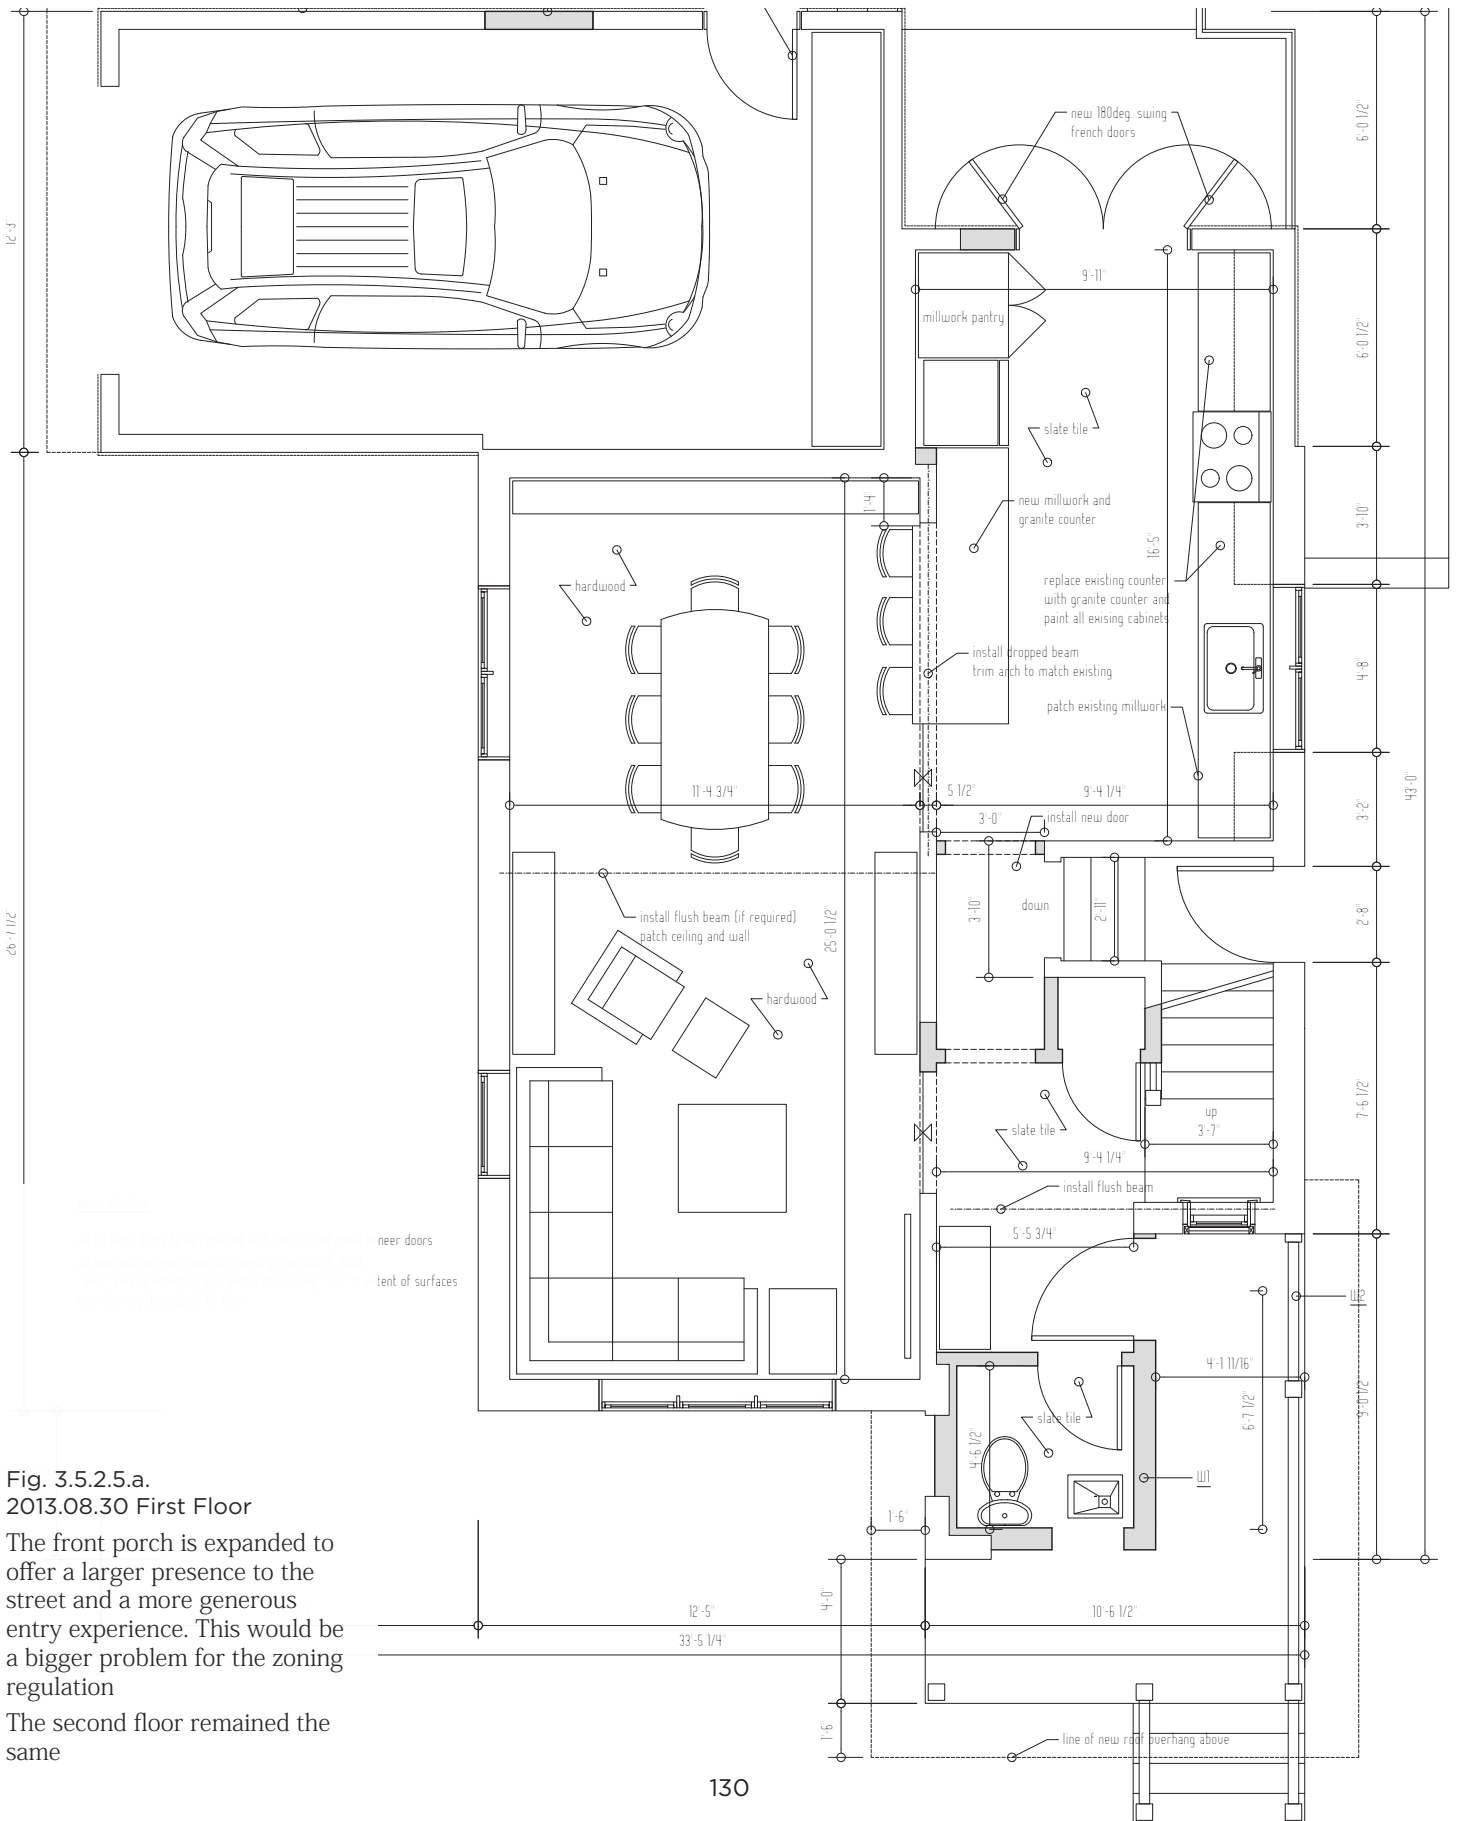 new 180deg. swing
french doors
6'-0 1/2"
12'-3"
9'-11"
millwork pantry
6'-0 1/2"
slate tile
1'-4"
new millwork and
granite counter
3'-10"
16'-5"
hardwood
replace existing counter
with granite counter and
paint all exising cabinets
install dropped beam
trim arch to match existing
4'-8"
patch existing millwork
43'-0"
11'-4 3/4"
5 1/2"
9'-4 1/4"
3'-2"
3'-0"
install new door
3'-10"
down
2'-11"
2'-8"
install flush beam (if required)
patch ceiling and wall
25'-0 1/2"
26'-7 1/2"
hardwood
up
3'-7"
7'-6 1/2"
slate tile
9'-4 1/4"
install flush beam
5'-5 3/4"
neer doors
tent of surfaces
W2
4'-1 11/16"
6'-7 1/2"
9'-0 1/2"
slate tile
4'-6 1/2"
W1
1'-6"
4'-0"
12'-5"
10'-6 1/2"
33'-5 1/4"
1'-6"
line of new roof overhang above
Fig. 3.5.2.5.a.
2013.08.30 First Floor
The front porch is expanded to
offer a larger presence to the
street and a more generous
entry experience. This would be
a bigger problem for the zoning
regulation
The second floor remained the
same
130